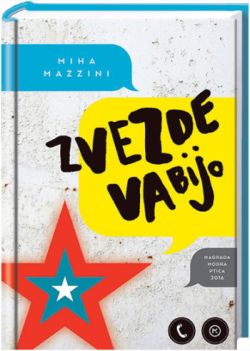 MIHA
MAZZINI
ZVEZDE
VABIJO
NAGRADA
MODRA
PTICA
2016
M